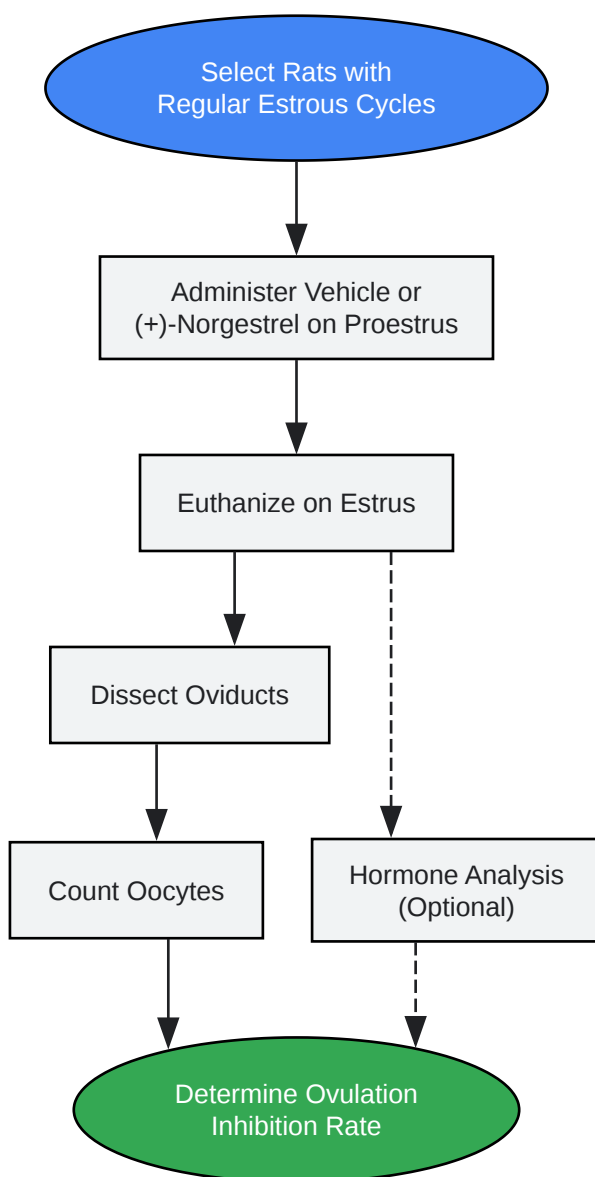 Select Rats with
Regular Estrous Cycles
Administer Vehicle or
(+)-Norgestrel on Proestrus
Euthanize on Estrus
Dissect Oviducts
Count Oocytes
Hormone Analysis
(Optional)
Determine Ovulation
Inhibition Rate